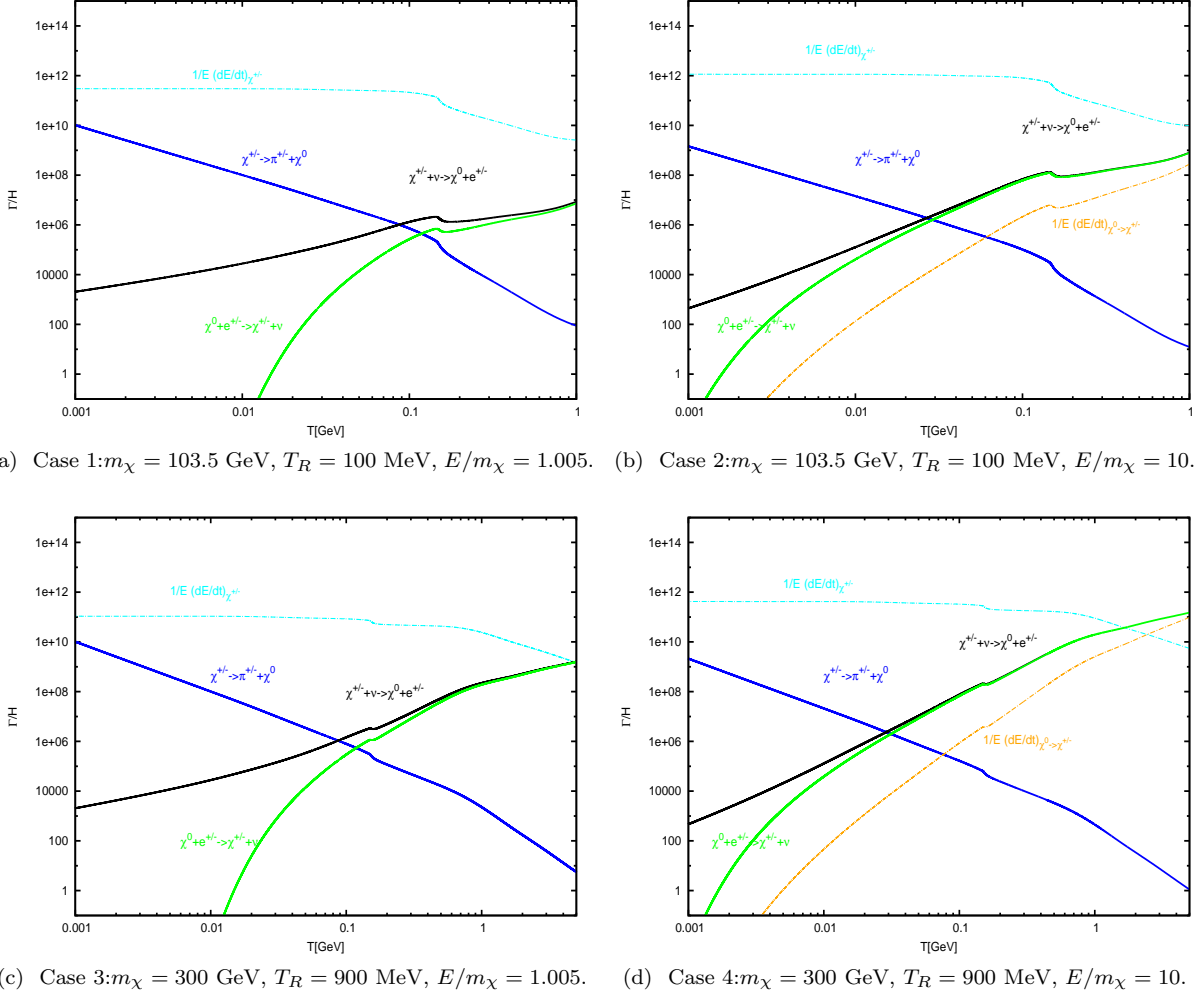 1e+14
1e+12
1e+10
1e+08
1e+06
10000
100
1
Γ/H
1/E (dE/dt)χ+/-
χ+/-->π+/-+χ0
χ+/-+ν->χ0+e+/-
χ0+e+/-->χ+/-+ν
0.001 0.01 0.1 1
T[GeV]
a) Case 1:mχ = 103.5 GeV, TR = 100 MeV, E/mχ = 1.005.
1e+14
1e+12
1e+10
1e+08
1e+06
10000
100
1
Γ/H
1/E (dE/dt)χ+/-
χ+/-+ν->χ0+e+/-
χ+/-->π+/-+χ0
1/E (dE/dt)χ0->χ+/-
χ0+e+/-->χ+/-+ν
0.001 0.01 0.1 1
T[GeV]
(b) Case 2:mχ = 103.5 GeV, TR = 100 MeV, E/mχ = 10.
1e+14
1e+12
1e+10
1e+08
1e+06
10000
100
1
Γ/H
1/E (dE/dt)χ+/-
χ+/-->π+/-+χ0
χ+/-+ν->χ0+e+/-
χ0+e+/-->χ+/-+ν
0.001 0.01 0.1 1
T[GeV]
(c) Case 3:mχ = 300 GeV, TR = 900 MeV, E/mχ = 1.005.
1e+14
1e+12
1e+10
1e+08
1e+06
10000
100
1
Γ/H
1/E (dE/dt)χ+/-
χ+/-+ν->χ0+e+/-
χ+/-->π+/-+χ0
1/E (dE/dt)χ0->χ+/-
χ0+e+/-->χ+/-+ν
0.001 0.01 0.1 1
T[GeV]
(d) Case 4:mχ = 300 GeV, TR = 900 MeV, E/mχ = 10.